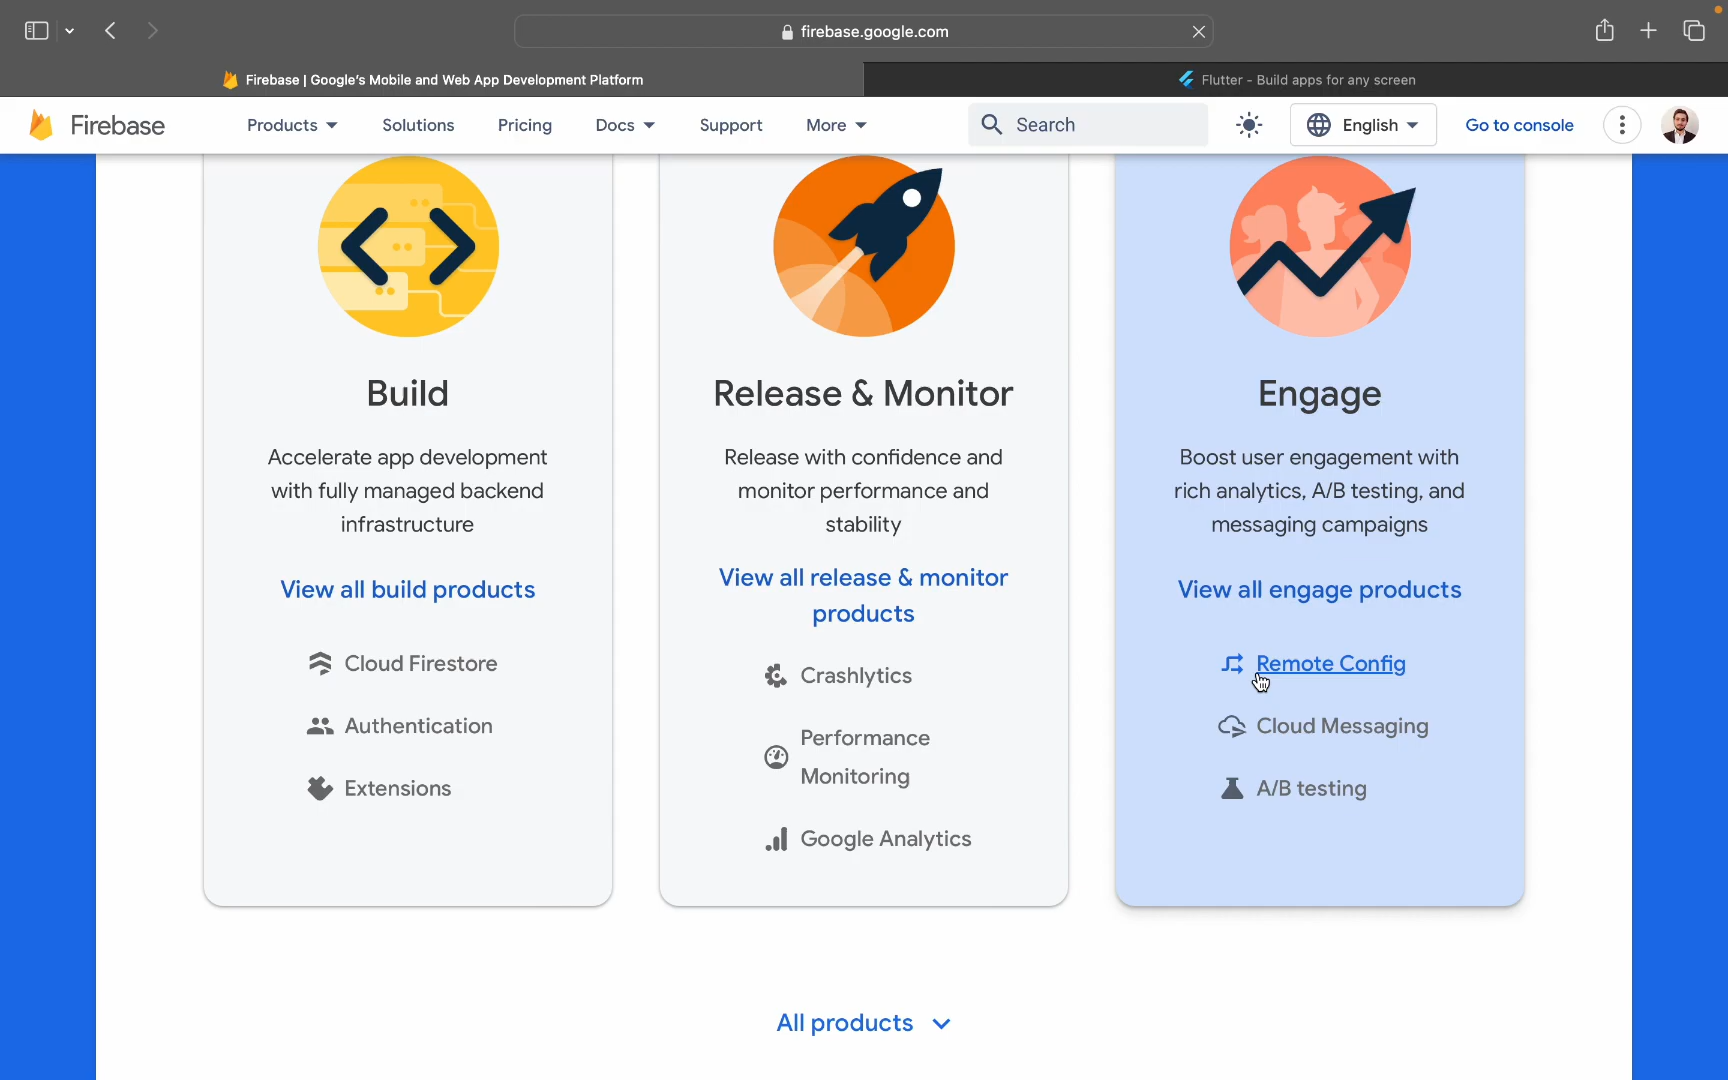 firebase.google.com
Firebase | Google's Mobile and Web App Development Platform
Flutter - Build apps for any screen
Firebase
Products
Solutions
Pricing
Docs
Support
More
Search
English
Go to console
Build
Accelerate app development
with fully managed backend
infrastructure
View all build products
Cloud Firestore
Authentication
Extensions
Release & Monitor
Release with confidence and
monitor performance and
stability
View all release & monitor
products
Crashlytics
Performance
Monitoring
Google Analytics
Engage
Boost user engagement with
rich analytics, A/B testing, and
messaging campaigns
View all engage products
Remote Config
Cloud Messaging
A/B testing
All products